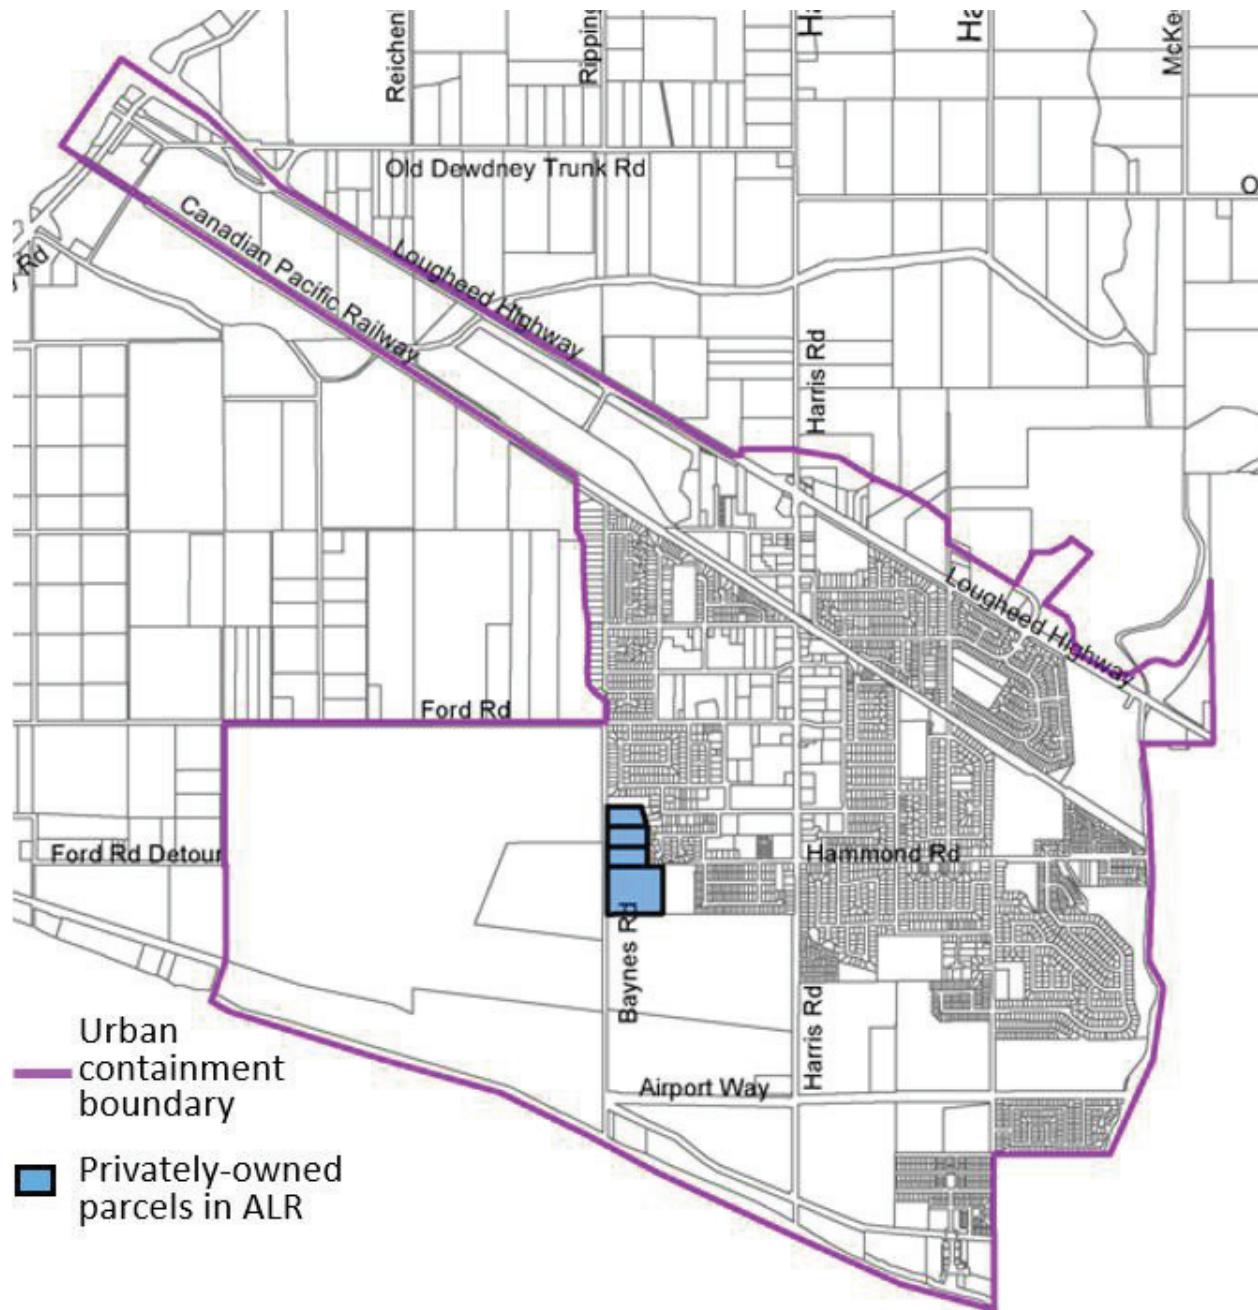 Reichen
Ripping
Ha
Ha
McKe
Old Dewdney Trunk Rd
O
Rd
Canadian Pacific Railway
Lougheed Highway
Harris Rd
Lougheed Highway
Ford Rd
Ford Rd Detour
Hammond Rd
Baynes Rd
Harris Rd
Airport Way
Urban
containment
boundary
Privately-owned
parcels in ALR